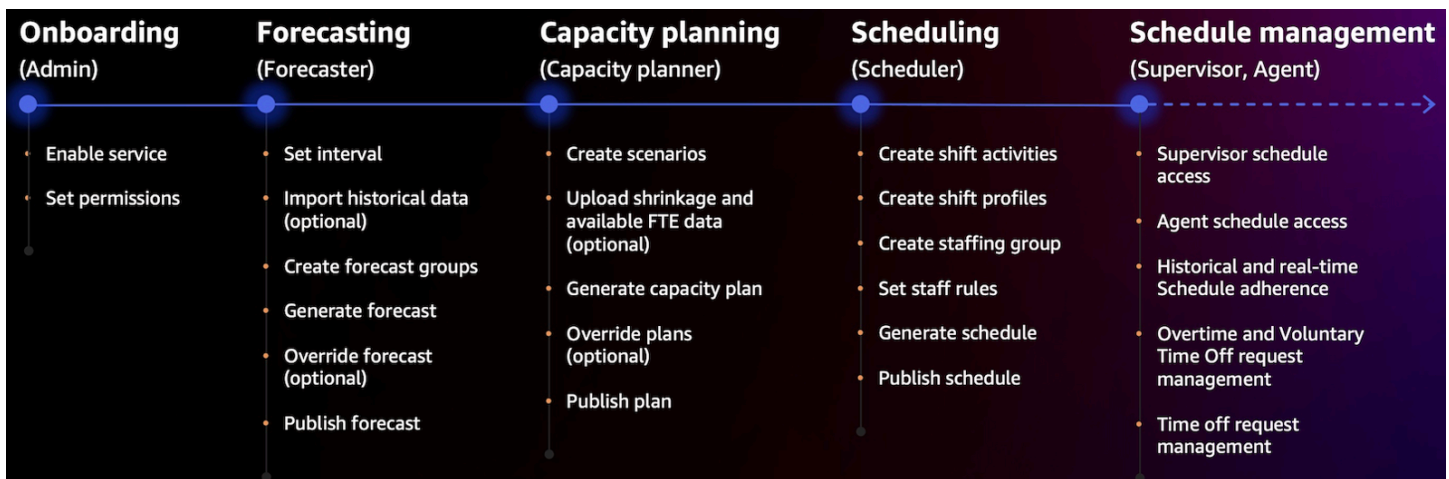 Onboarding
(Admin)
Enable service
Set permissions
Forecasting
(Forecaster)
Set interval
Import historical data
(optional)
Create forecast groups
Generate forecast
Override forecast
(optional)
Publish forecast
Capacity planning
(Capacity planner)
Create scenarios
Upload shrinkage and
available FTE data
(optional)
Generate capacity plan
Override plans
(optional)
Publish plan
Scheduling
(Scheduler)
Create shift activities
Create shift profiles
Create staffing group
Set staff rules
Generate schedule
Publish schedule
Schedule management
(Supervisor, Agent)
Supervisor schedule
access
Agent schedule access
Historical and real-time
Schedule adherence
Overtime and Voluntary
Time Off request
management
Time off request
management